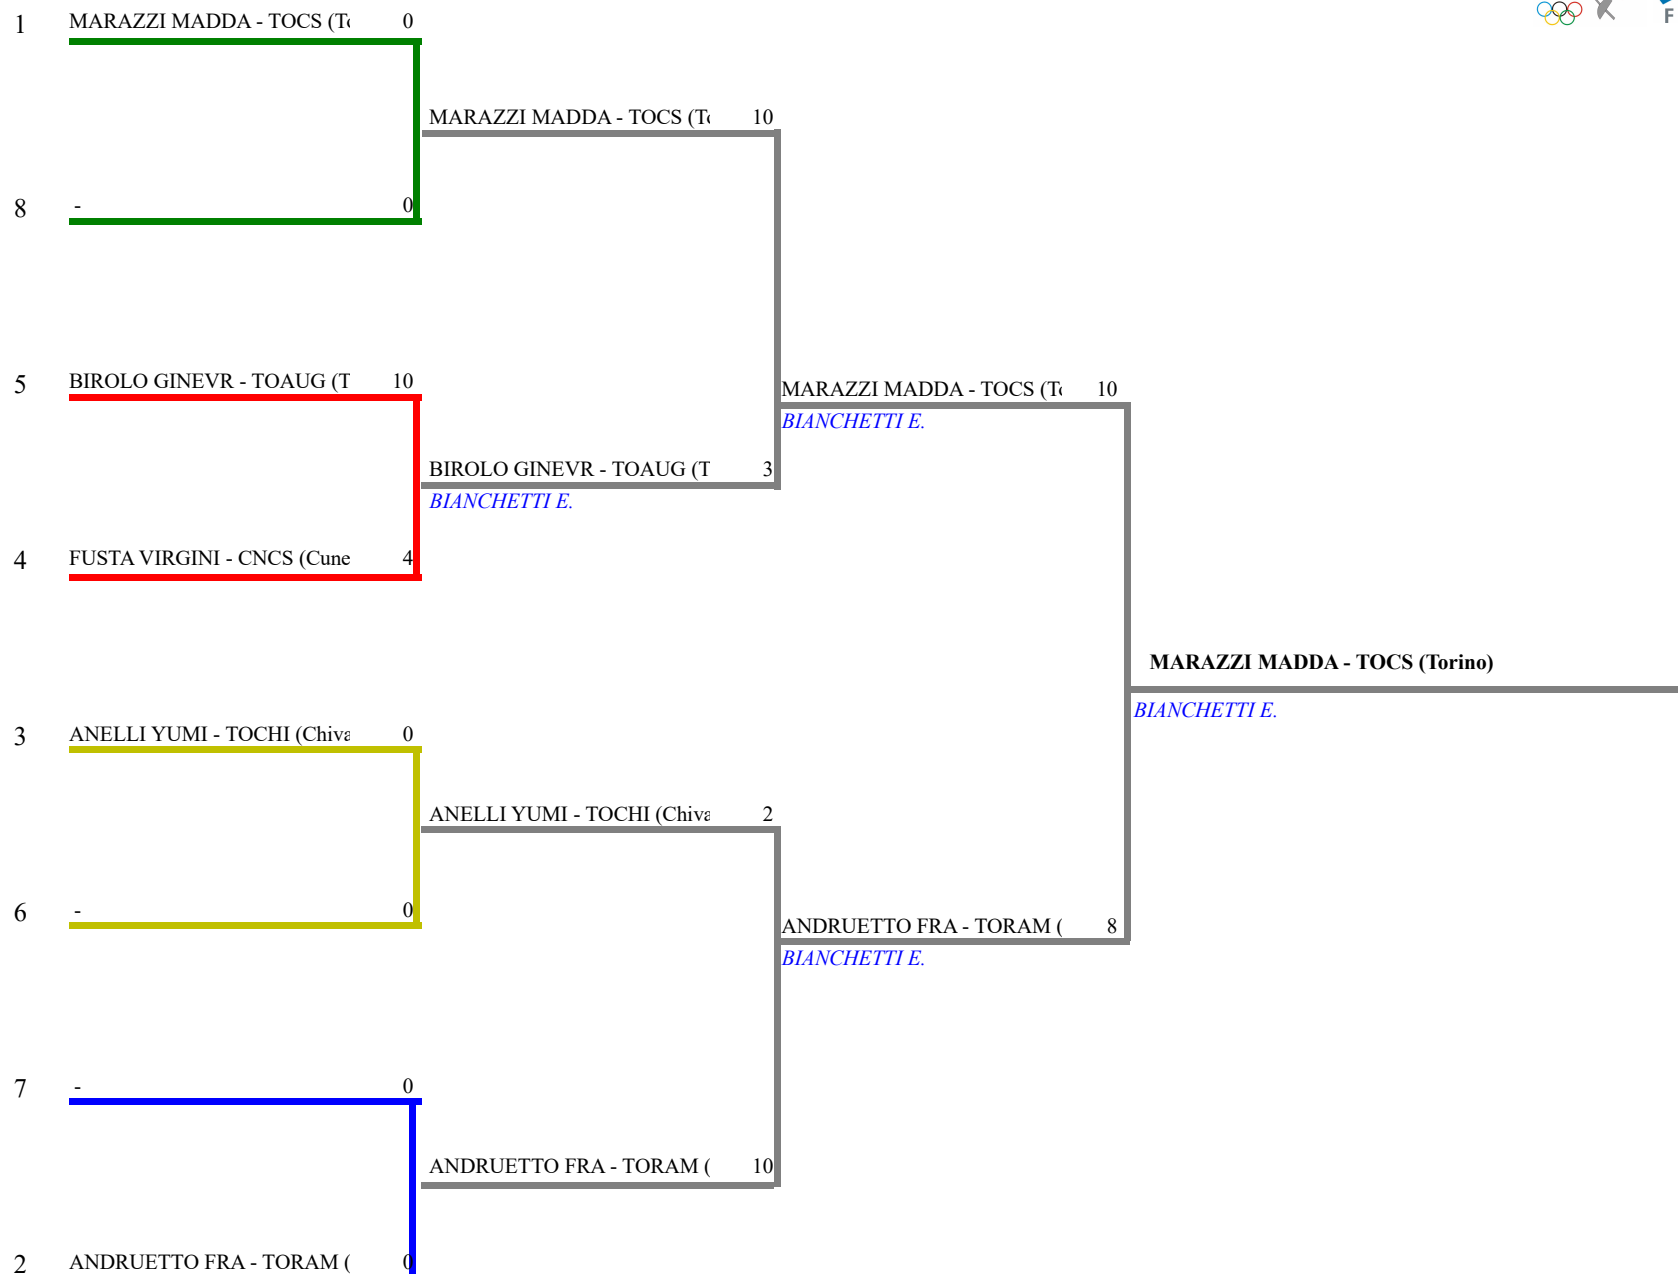 1 MARAZZI MADDA - TOCS (To 0
MARAZZI MADDA - TOCS (To 10
8 - 0
5 BIROLO GINEVR - TOAUG (T 10
MARAZZI MADDA - TOCS (To 10
BIANCHETTI E.
BIROLO GINEVR - TOAUG (T 3
BIANCHETTI E.
4 FUSTA VIRGINI - CNCS (Cune 4
MARAZZI MADDA - TOCS (Torino)
BIANCHETTI E.
3 ANELLI YUMI - TOCHI (Chiva 0
ANELLI YUMI - TOCHI (Chiva 2
6 - 0
ANDRUETTO FRA - TORAM ( 8
BIANCHETTI E.
7 - 0
ANDRUETTO FRA - TORAM ( 10
2 ANDRUETTO FRA - TORAM ( 0
F